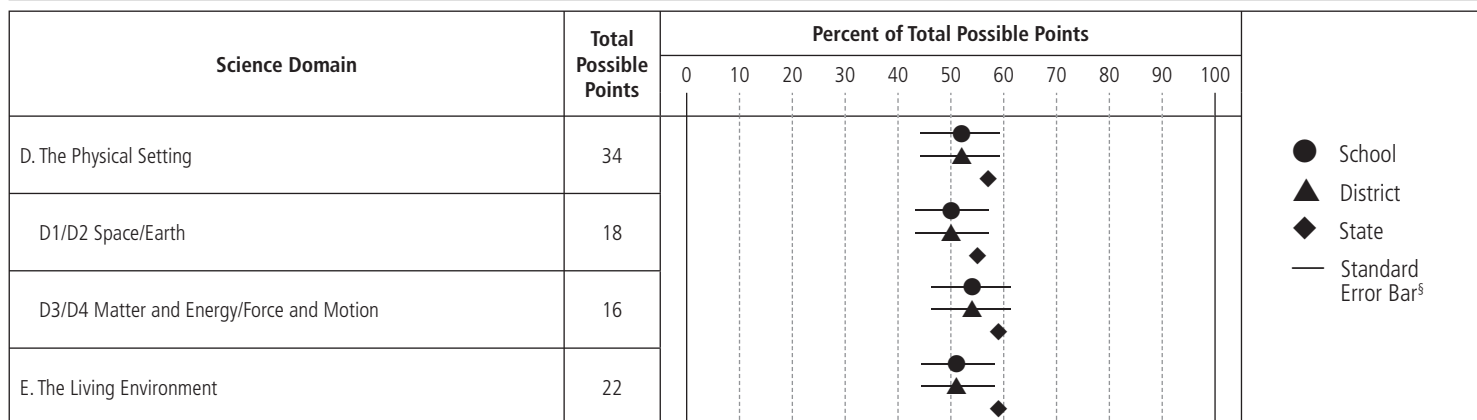 Science Domain
Total
Possible
Points
Percent of Total Possible Points
0 10 20 30 40 50 60 70 80 90 100
D. The Physical Setting 34
D1/D2 Space/Earth 18
D3/D4 Matter and Energy/Force and Motion 16
E. The Living Environment 22
School
District
State
Standard
Error Bar§